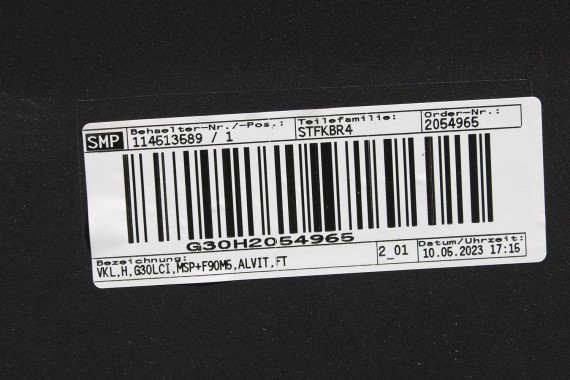 SMP
Behaelter-Nr./-Pos.: Teilefamilie: Order-Nr.:
114513589 / 1 STFKBR4 2054965
G30H2054965
Bezeichnung: 2_01 Datum/Uhrzeit:
VKL,H,G30LCI,MSP+F90M5,ALVIT,FT 10.05.2023 17:15